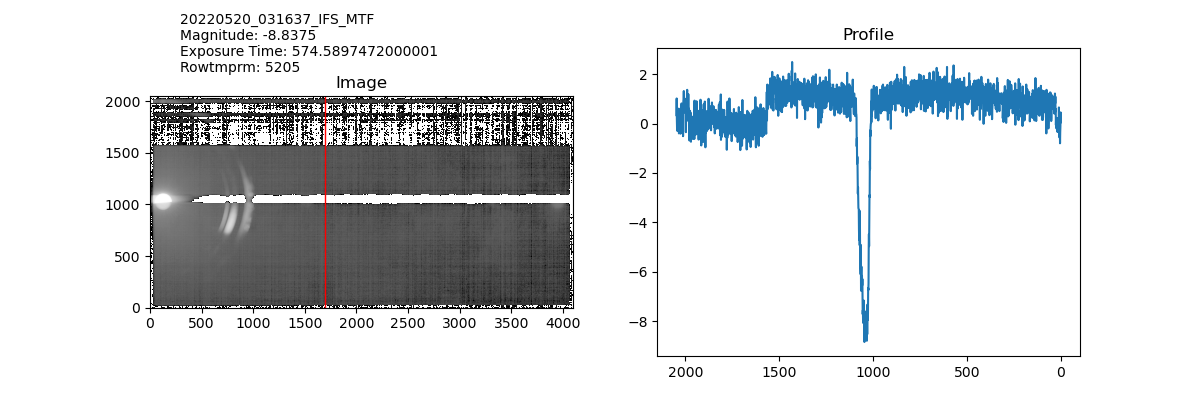 20220520_031637_IFS_MTF
Magnitude: -8.8375
Exposure Time: 574.5897472000001
Rowtmprm: 5205
Image
2000
1500
1000
500
0
0 500 1000 1500 2000 2500 3000 3500 4000
Profile
2
0
−2
−4
−6
−8
2000 1500 1000 500 0